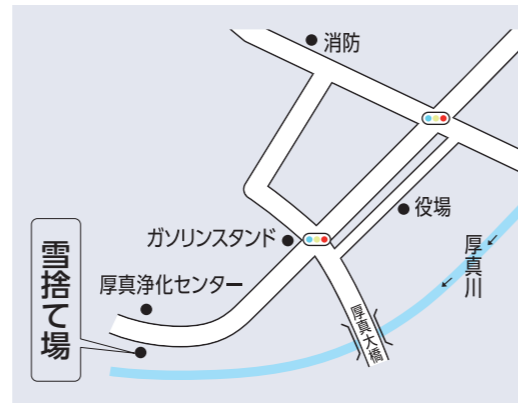 消防
役場
ガソリンスタンド
厚真川
厚真浄化センター
雪捨て場
厚真大橋